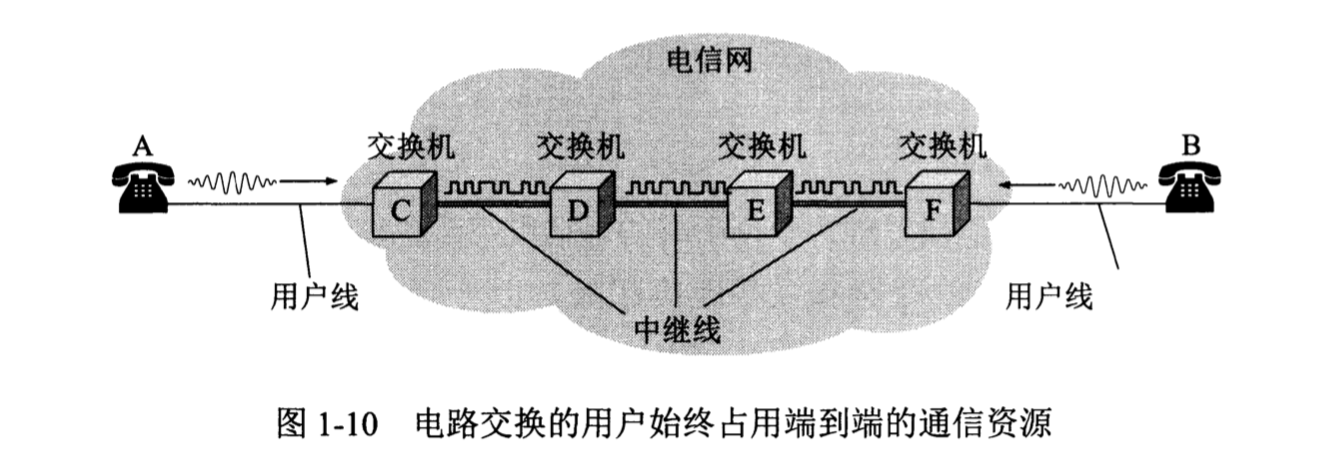 电信网
A
交换机
交换机
交换机
交换机
B
C
D
E
F
用户线
中继线
用户线
图 1-10 电路交换的用户始终占用端到端的通信资源